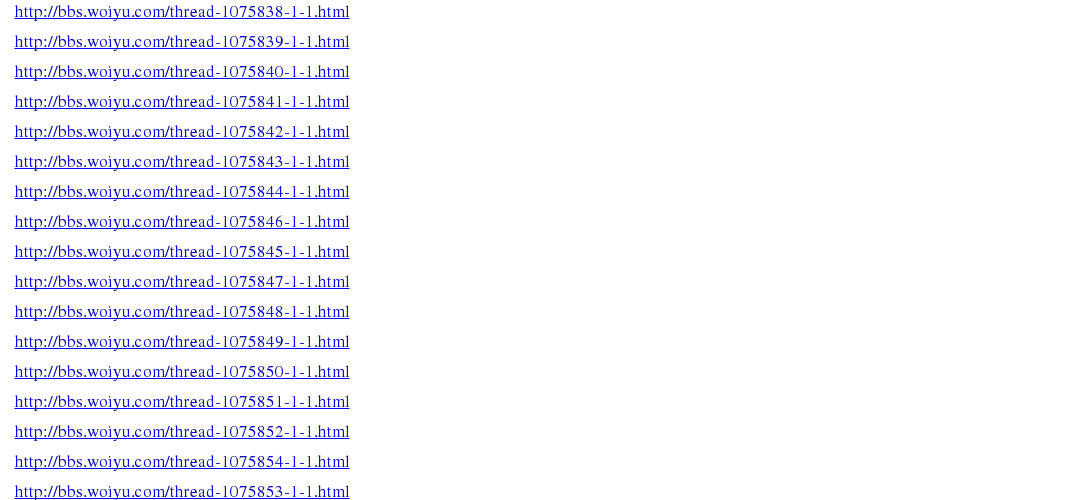 http://bbs.woiyu.com/thread-1075838-1-1.html
http://bbs.woiyu.com/thread-1075839-1-1.html
http://bbs.woiyu.com/thread-1075840-1-1.html
http://bbs.woiyu.com/thread-1075841-1-1.html
http://bbs.woiyu.com/thread-1075842-1-1.html
http://bbs.woiyu.com/thread-1075843-1-1.html
http://bbs.woiyu.com/thread-1075844-1-1.html
http://bbs.woiyu.com/thread-1075846-1-1.html
http://bbs.woiyu.com/thread-1075845-1-1.html
http://bbs.woiyu.com/thread-1075847-1-1.html
http://bbs.woiyu.com/thread-1075848-1-1.html
http://bbs.woiyu.com/thread-1075849-1-1.html
http://bbs.woiyu.com/thread-1075850-1-1.html
http://bbs.woiyu.com/thread-1075851-1-1.html
http://bbs.woiyu.com/thread-1075852-1-1.html
http://bbs.woiyu.com/thread-1075854-1-1.html
http://bbs.woiyu.com/thread-1075853-1-1.html